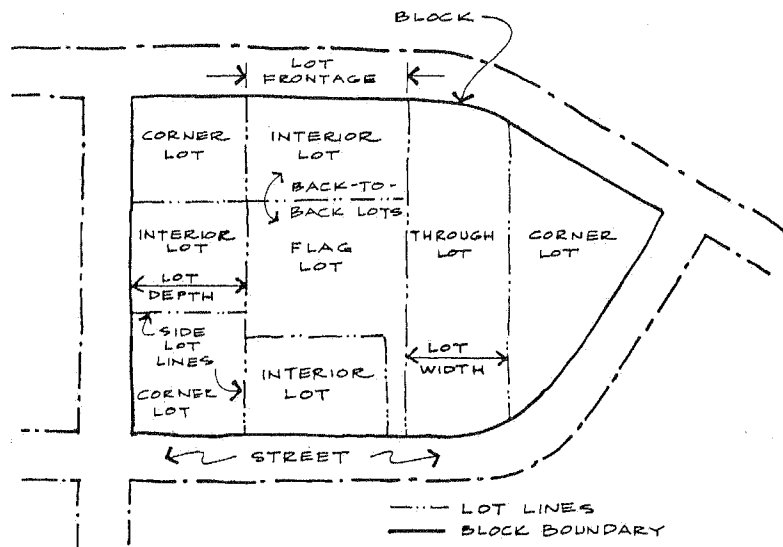 BLOCK
LOT
FRONTAGE
CORNER
LOT
INTERIOR
LOT
BACK-TO-
BACK LOTS
INTERIOR
LOT
FLAG
LOT
THROUGH
LOT
CORNER
LOT
LOT
DEPTH
SIDE
LOT
LINES
LOT
WIDTH
CORNER
LOT
INTERIOR
LOT
STREET
LOT LINES
BLOCK BOUNDARY